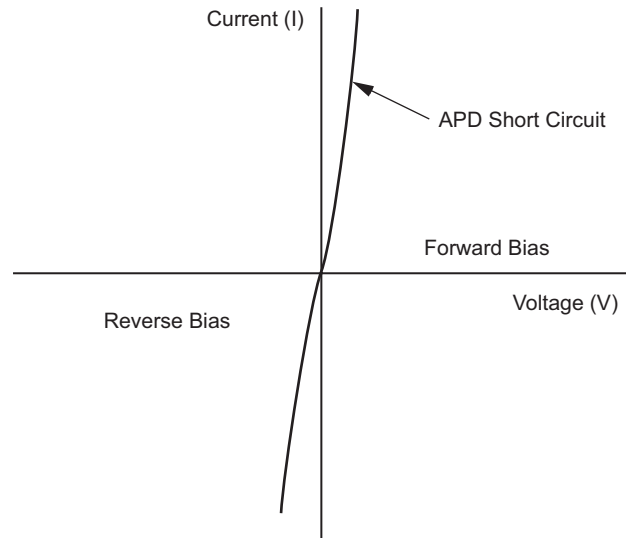 Current (I)
APD Short Circuit
Forward Bias
Voltage (V)
Reverse Bias